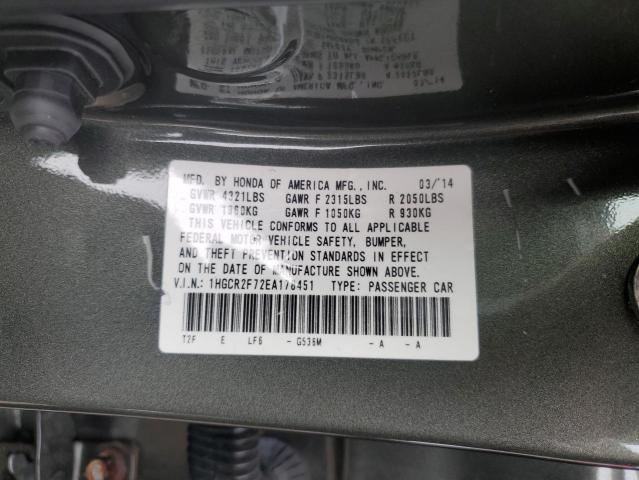 MFD. BY HONDA OF AMERICA MFG., INC. 03/'14
GVWR 4321LBS GAWR F 2315LBS R 2050LBS
GVWR 1960KG GAWR F 1050KG R 930KG
THIS VEHICLE CONFORMS TO ALL APPLICABLE
FEDERAL MOTOR VEHICLE SAFETY, BUMPER,
AND THEFT PREVENTION STANDARDS IN EFFECT
ON THE DATE OF MANUFACTURE SHOWN ABOVE.
V.I.N.: 1HGCR2F72EA176451 TYPE: PASSENGER CAR
T2F E LF6 - G536M - A - A